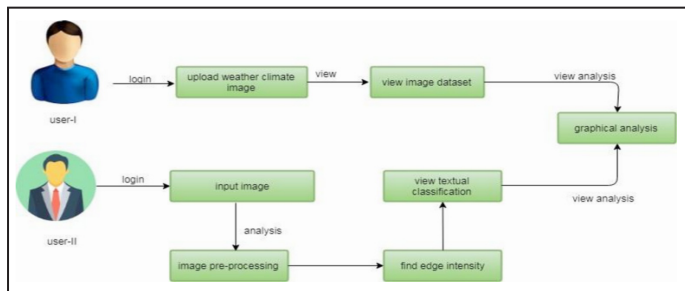 login
upload weather climate
image
view
view image dataset
view analysis
user-I
graphical analysis
login
input image
view textual
classification
view analysis
user-II
analysis
image pre-processing
find edge intensity